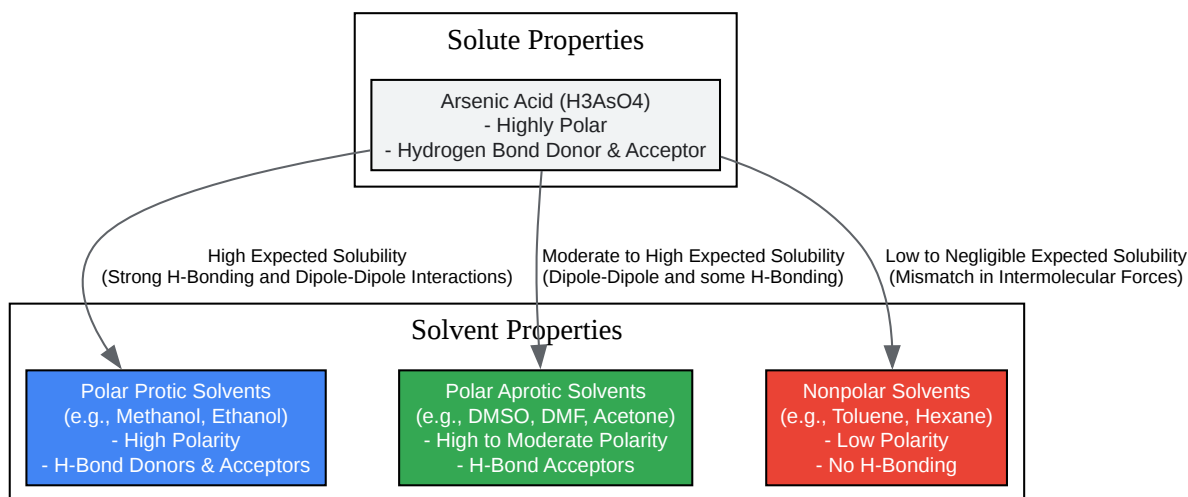 Solute Properties
Arsenic Acid (H3AsO4)
- Highly Polar
- Hydrogen Bond Donor & Acceptor
High Expected Solubility
(Strong H-Bonding and Dipole-Dipole Interactions)
Moderate to High Expected Solubility
(Dipole-Dipole and some H-Bonding)
Low to Negligible Expected Solubility
(Mismatch in Intermolecular Forces)
Solvent Properties
Polar Protic Solvents
(e.g., Methanol, Ethanol)
- High Polarity
- H-Bond Donors & Acceptors
Polar Aprotic Solvents
(e.g., DMSO, DMF, Acetone)
- High to Moderate Polarity
- H-Bond Acceptors
Nonpolar Solvents
(e.g., Toluene, Hexane)
- Low Polarity
- No H-Bonding